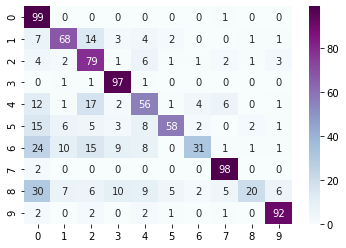 0 99 0 0 0 0 0 0 1 0 0
1 7 68 14 3 4 2 0 0 1 1
2 4 2 79 1 6 1 1 2 1 3
3 0 1 1 97 1 0 0 0 0 0
4 12 1 17 2 56 1 4 6 0 1
5 15 6 5 3 8 58 2 0 2 1
6 24 10 15 9 8 0 31 1 1 1
7 2 0 0 0 0 0 0 98 0 0
8 30 7 6 10 9 5 2 5 20 6
9 2 0 2 0 2 1 0 1 0 92
0 1 2 3 4 5 6 7 8 9
80
60
40
20
0